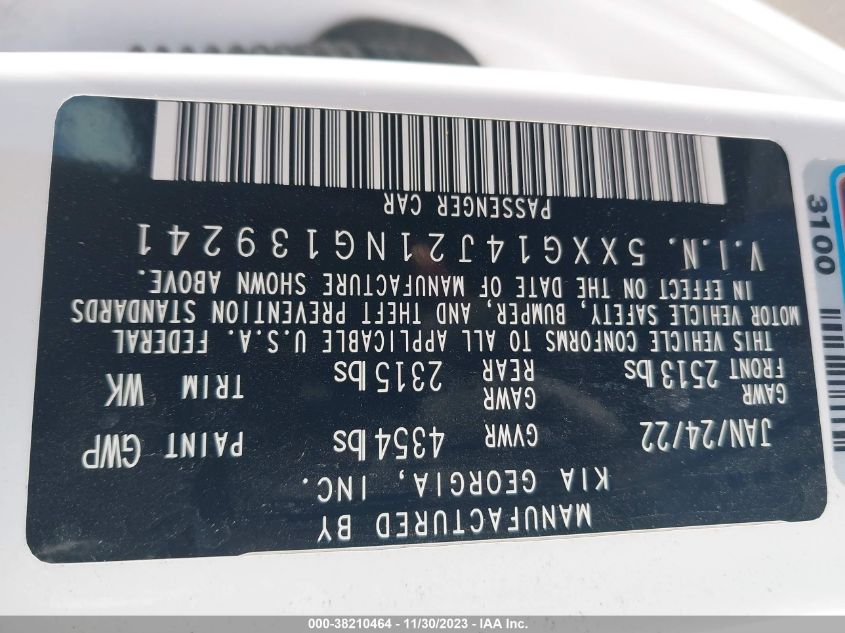 MANUFACTURED BY
KIA GEORGIA, INC.
JAN/24/22 GVWR 4354lbs PAINT GWP
GAWR FRONT 2513lbs GAWR REAR 2315lbs TRIM WK
THIS VEHICLE CONFORMS TO ALL APPLICABLE U.S.A. FEDERAL
MOTOR VEHICLE SAFETY, BUMPER, AND THEFT PREVENTION STANDARDS
IN EFFECT ON THE DATE OF MANUFACTURE SHOWN ABOVE.
V.I.N. 5XXG14J21NG139241
PASSENGER CAR
3100
000-38210464 - 11/30/2023 - IAA Inc.